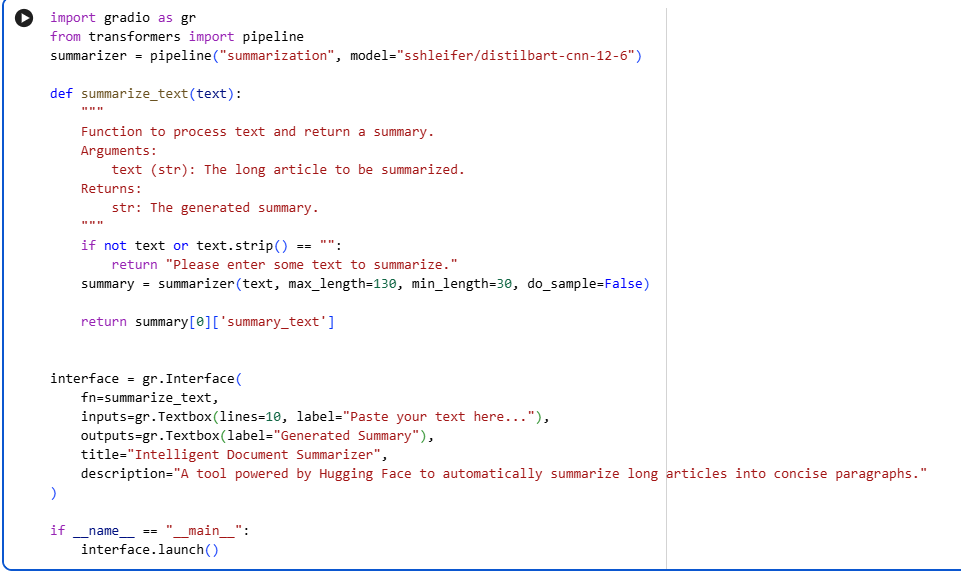 import gradio as gr
from transformers import pipeline
summarizer = pipeline("summarization", model="sshleifer/distilbart-cnn-12-6")

def summarize_text(text):
    """
    Function to process text and return a summary.
    Arguments:
        text (str): The long article to be summarized.
    Returns:
        str: The generated summary.
    """
    if not text or text.strip() == "":
        return "Please enter some text to summarize."
    summary = summarizer(text, max_length=130, min_length=30, do_sample=False)

    return summary[0]['summary_text']


interface = gr.Interface(
    fn=summarize_text,
    inputs=gr.Textbox(lines=10, label="Paste your text here..."),
    outputs=gr.Textbox(label="Generated Summary"),
    title="Intelligent Document Summarizer",
    description="A tool powered by Hugging Face to automatically summarize long articles into concise paragraphs."
)

if __name__ == "__main__":
    interface.launch()